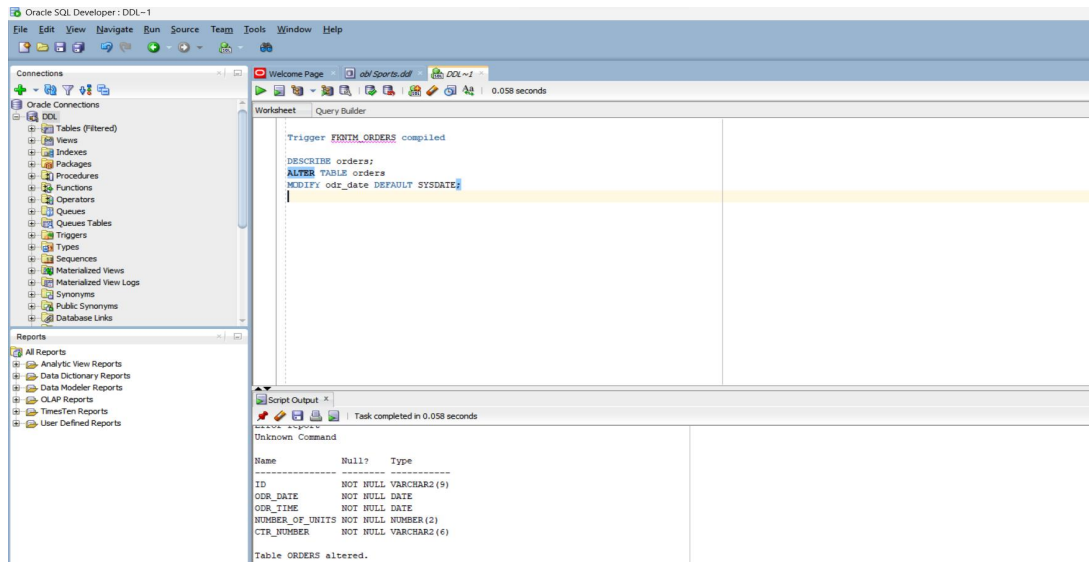 Oracle SQL Developer : DDL~1
File Edit View Navigate Run Source Team Tools Window Help
Connections
Oracle Connections
DDL
Tables (Filtered)
Views
Indexes
Packages
Procedures
Functions
Operators
Queues
Queues Tables
Triggers
Types
Sequences
Materialized Views
Materialized View Logs
Synonyms
Public Synonyms
Database Links
Reports
All Reports
Analytic View Reports
Data Dictionary Reports
Data Modeler Reports
OLAP Reports
TimesTen Reports
User Defined Reports
Welcome Page obl Sports.ddl DDL~1
0.058 seconds
Worksheet Query Builder
Trigger FKNTM_ORDERS compiled
DESCRIBE orders;
ALTER TABLE orders
MODIFY odr_date DEFAULT SYSDATE;
Script Output
Task completed in 0.058 seconds
Error report
Unknown Command
Name Null? Type
--------------- -------- -----------
ID NOT NULL VARCHAR2(9)
ODR_DATE NOT NULL DATE
ODR_TIME NOT NULL DATE
NUMBER_OF_UNITS NOT NULL NUMBER(2)
CTR_NUMBER NOT NULL VARCHAR2(6)
Table ORDERS altered.